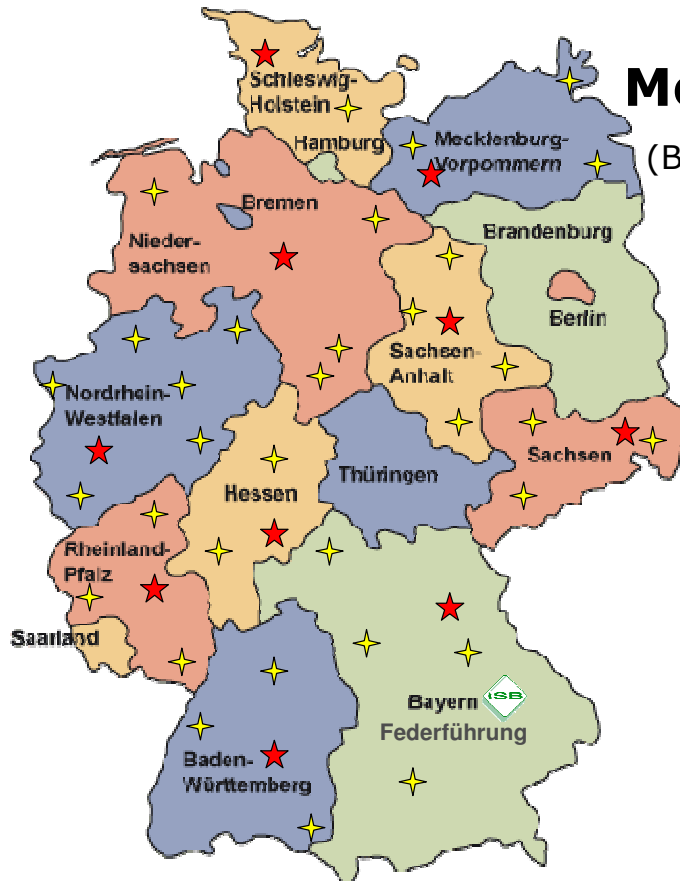 Schleswig-
Holstein
Hamburg
Mecklenburg-
Vorpommern
Bremen
Nieder-
sachsen
Brandenburg
Berlin
Sachsen-
Anhalt
Nordrhein-
Westfalen
Sachsen
Thüringen
Hessen
Rheinland-
Pfalz
Saarland
Bayern
ISB
Federführung
Baden-
Württemberg